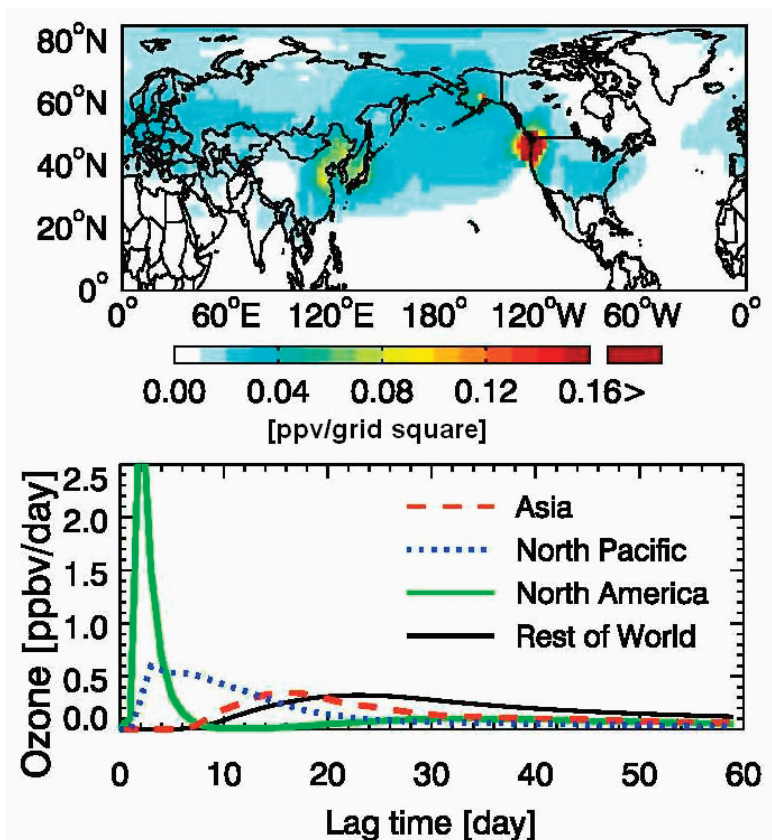 80°N
60°N
40°N
20°N
0°
0° 60°E 120°E 180° 120°W 60°W 0°
0.00 0.04 0.08 0.12 0.16>
[ppv/grid square]
Ozone [ppbv/day]
2.5
2.0
1.5
1.0
0.5
0.0
Asia
North Pacific
North America
Rest of World
0 10 20 30 40 50 60
Lag time [day]